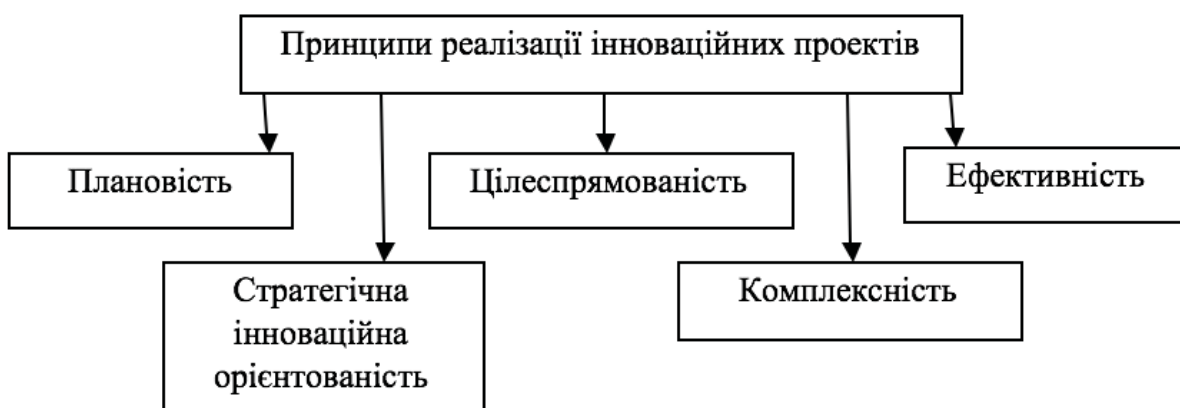 Принципи реалізації інноваційних проектів
Плановість
Цілеспрямованість
Ефективність
Стратегічна
інноваційна
орієнтованість
Комплексність